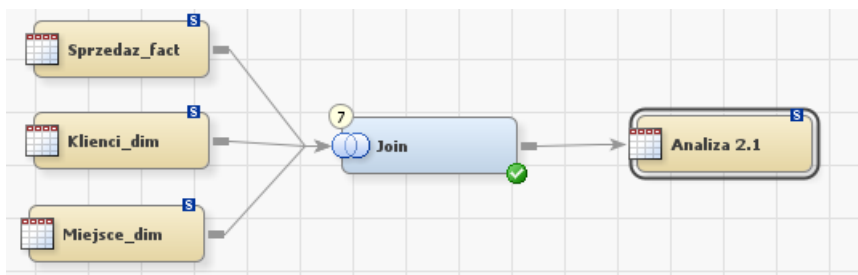 S
Sprzedaz_fact
S
Klienci_dim
7
Join
S
Analiza 2.1
S
Miejsce_dim